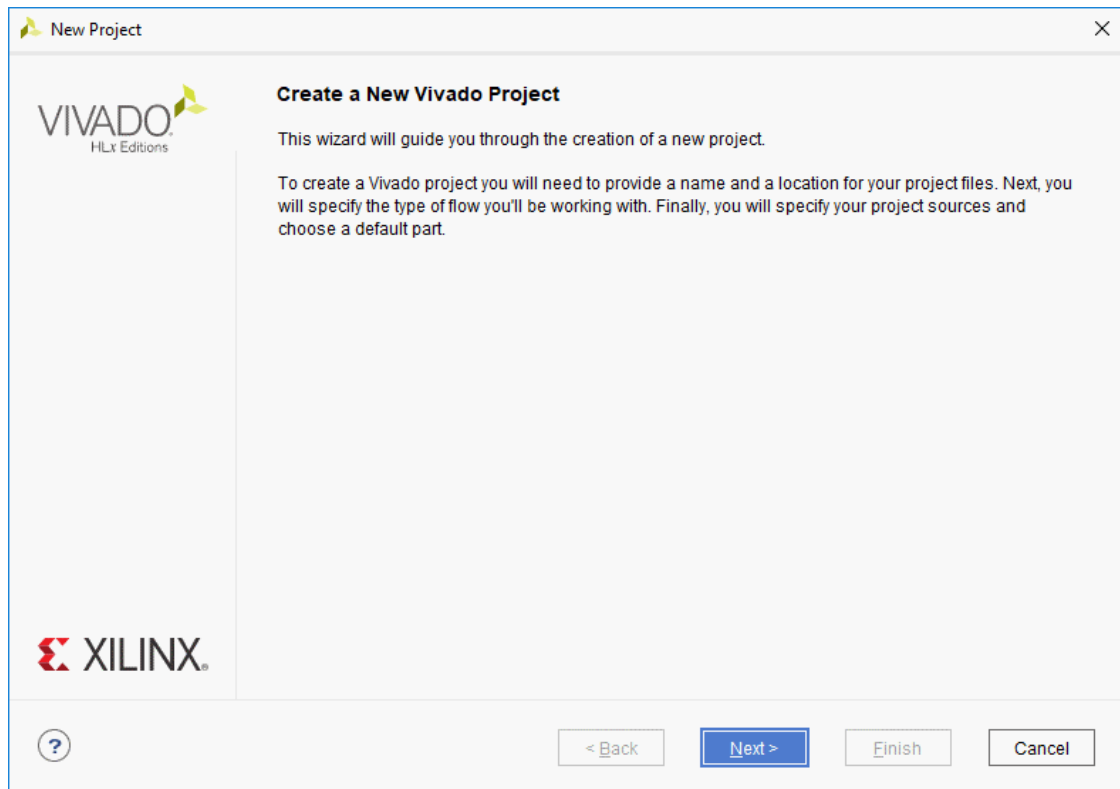 New Project
VIVADO.
HLx Editions
Create a New Vivado Project
This wizard will guide you through the creation of a new project.
To create a Vivado project you will need to provide a name and a location for your project files. Next, you
will specify the type of flow you'll be working with. Finally, you will specify your project sources and
choose a default part.
XILINX.
?
< Back
Next >
Finish
Cancel